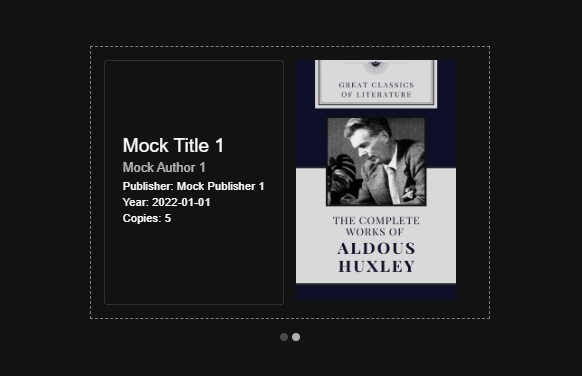 Mock Title 1
Mock Author 1
Publisher: Mock Publisher 1
Year: 2022-01-01
Copies: 5
GREAT CLASSICS
OF LITERATURE
THE COMPLETE
WORKS OF
ALDOUS
HUXLEY